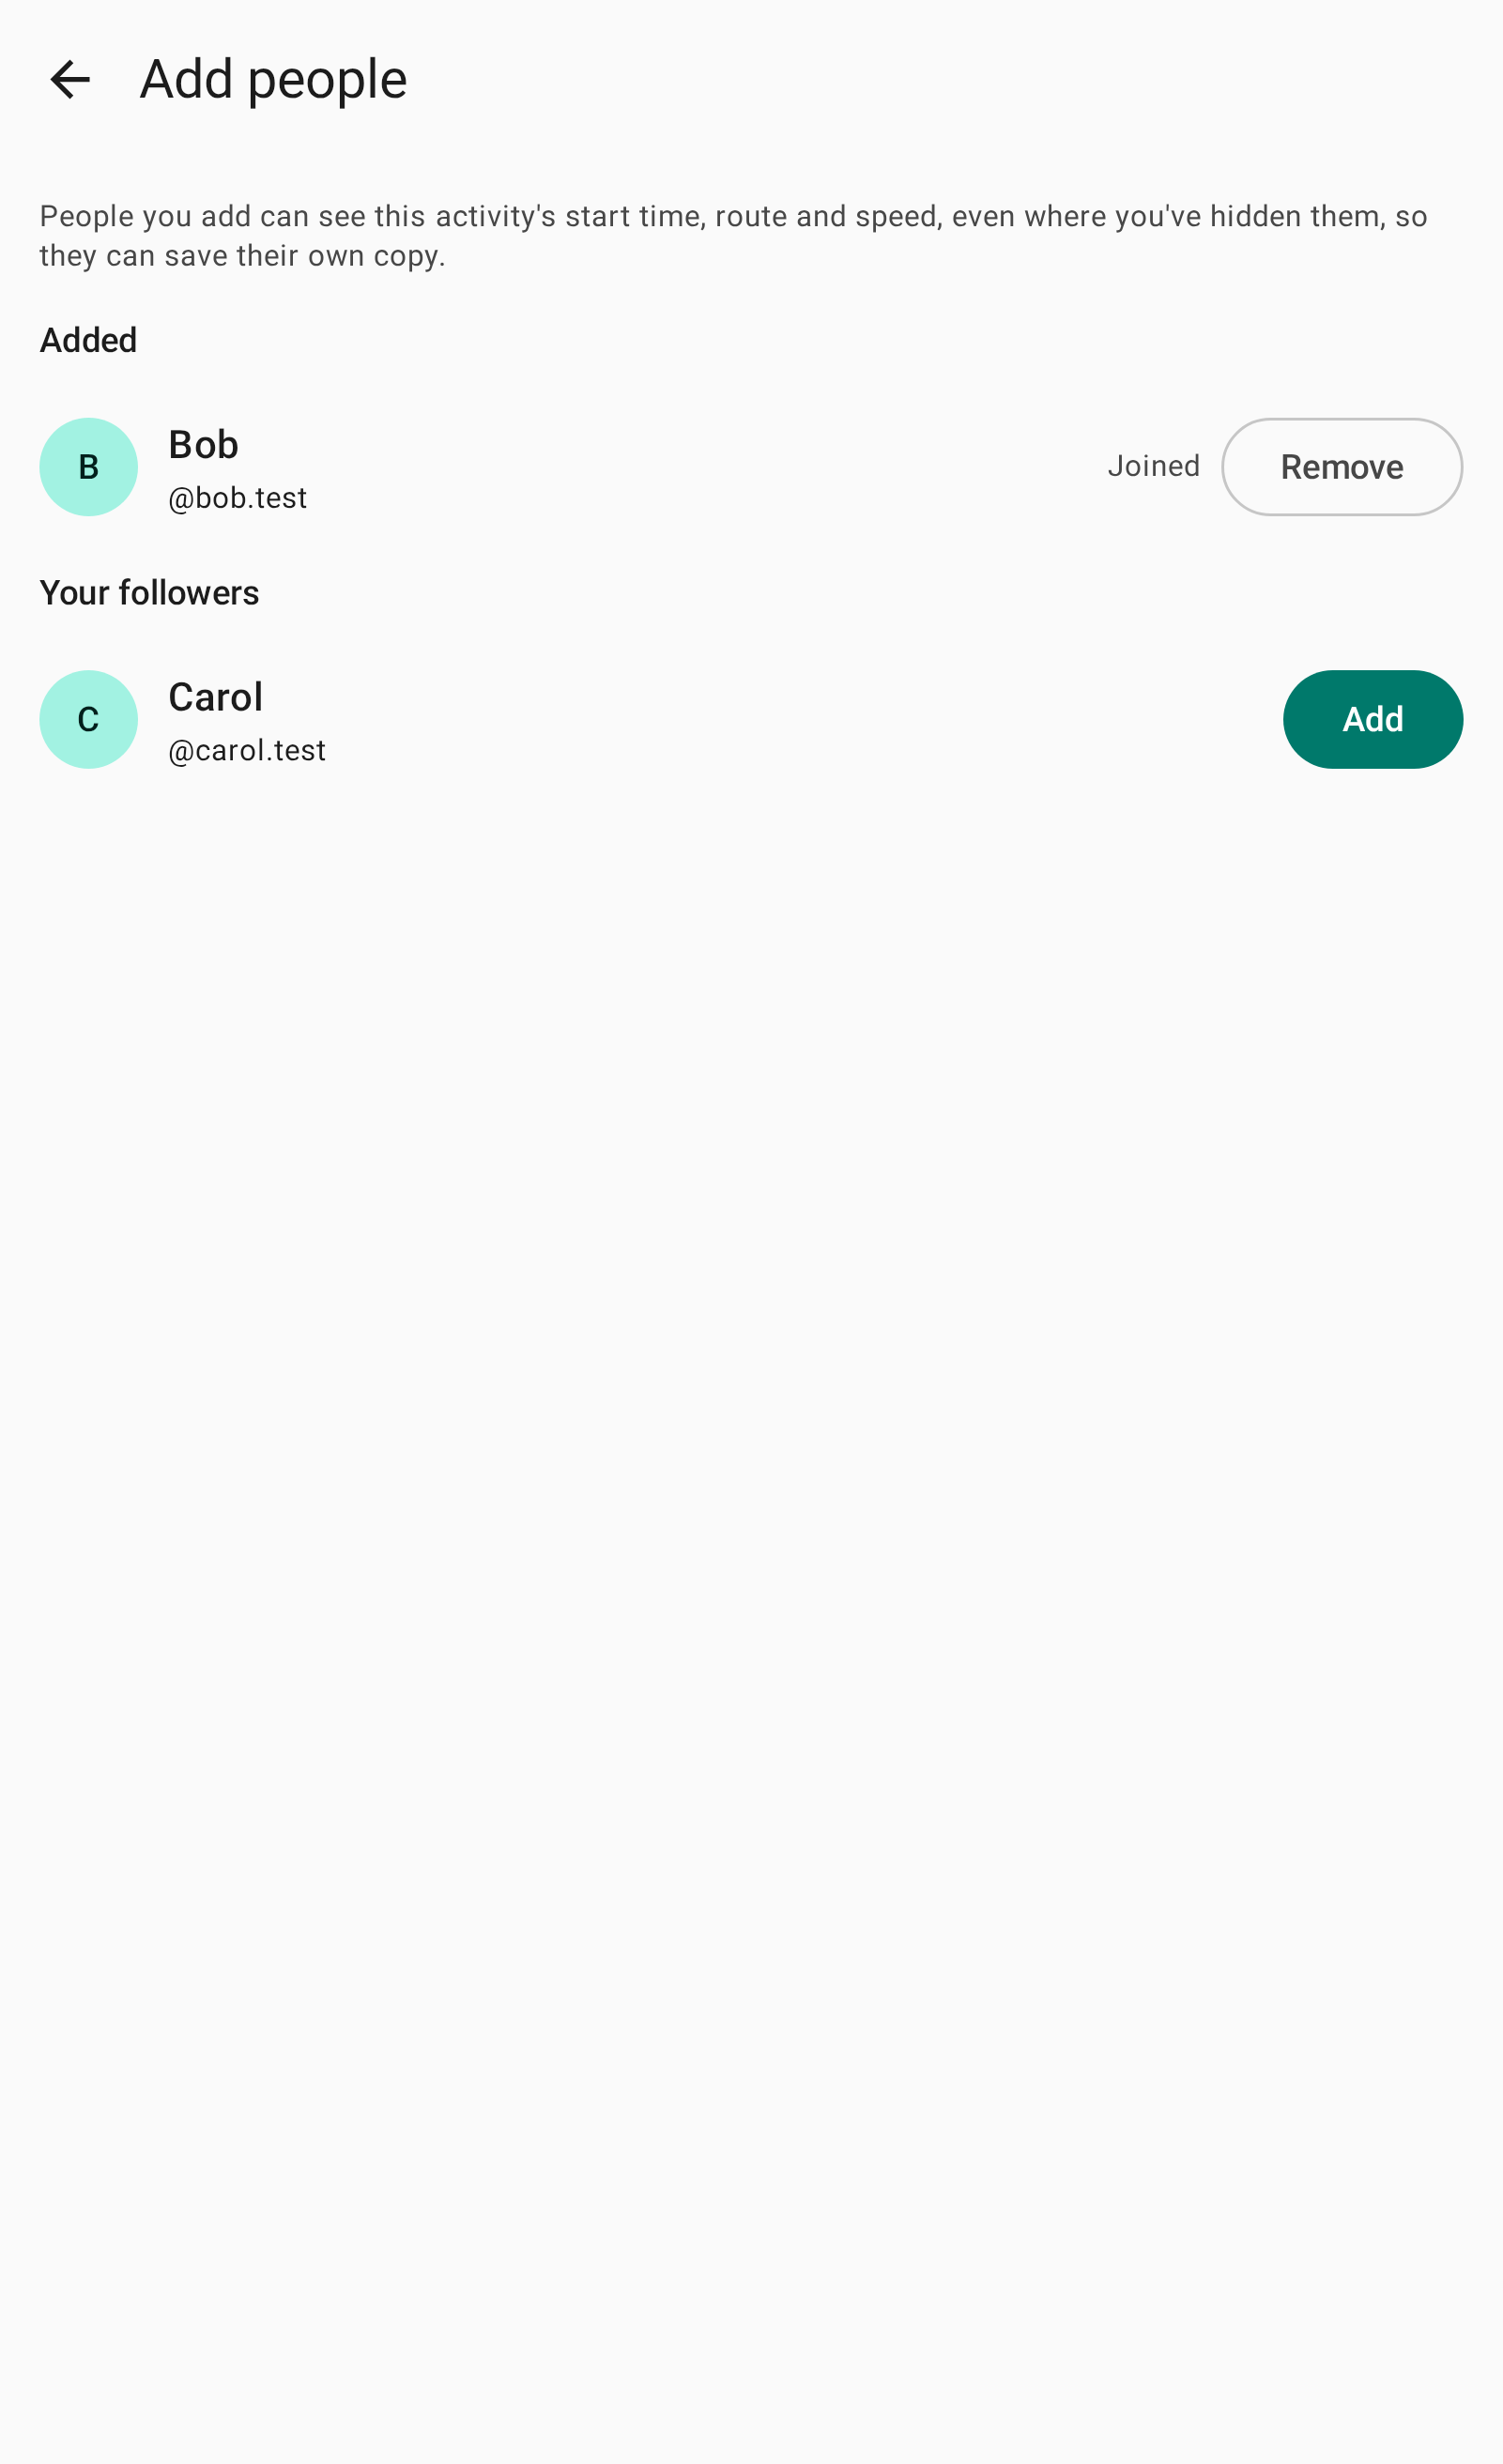 Add people
People you add can see this activity's start time, route and speed, even where you've hidden them, so
they can save their own copy.
Added
B
Bob
@bob.test
Joined
Remove
Your followers
C
Carol
@carol.test
Add